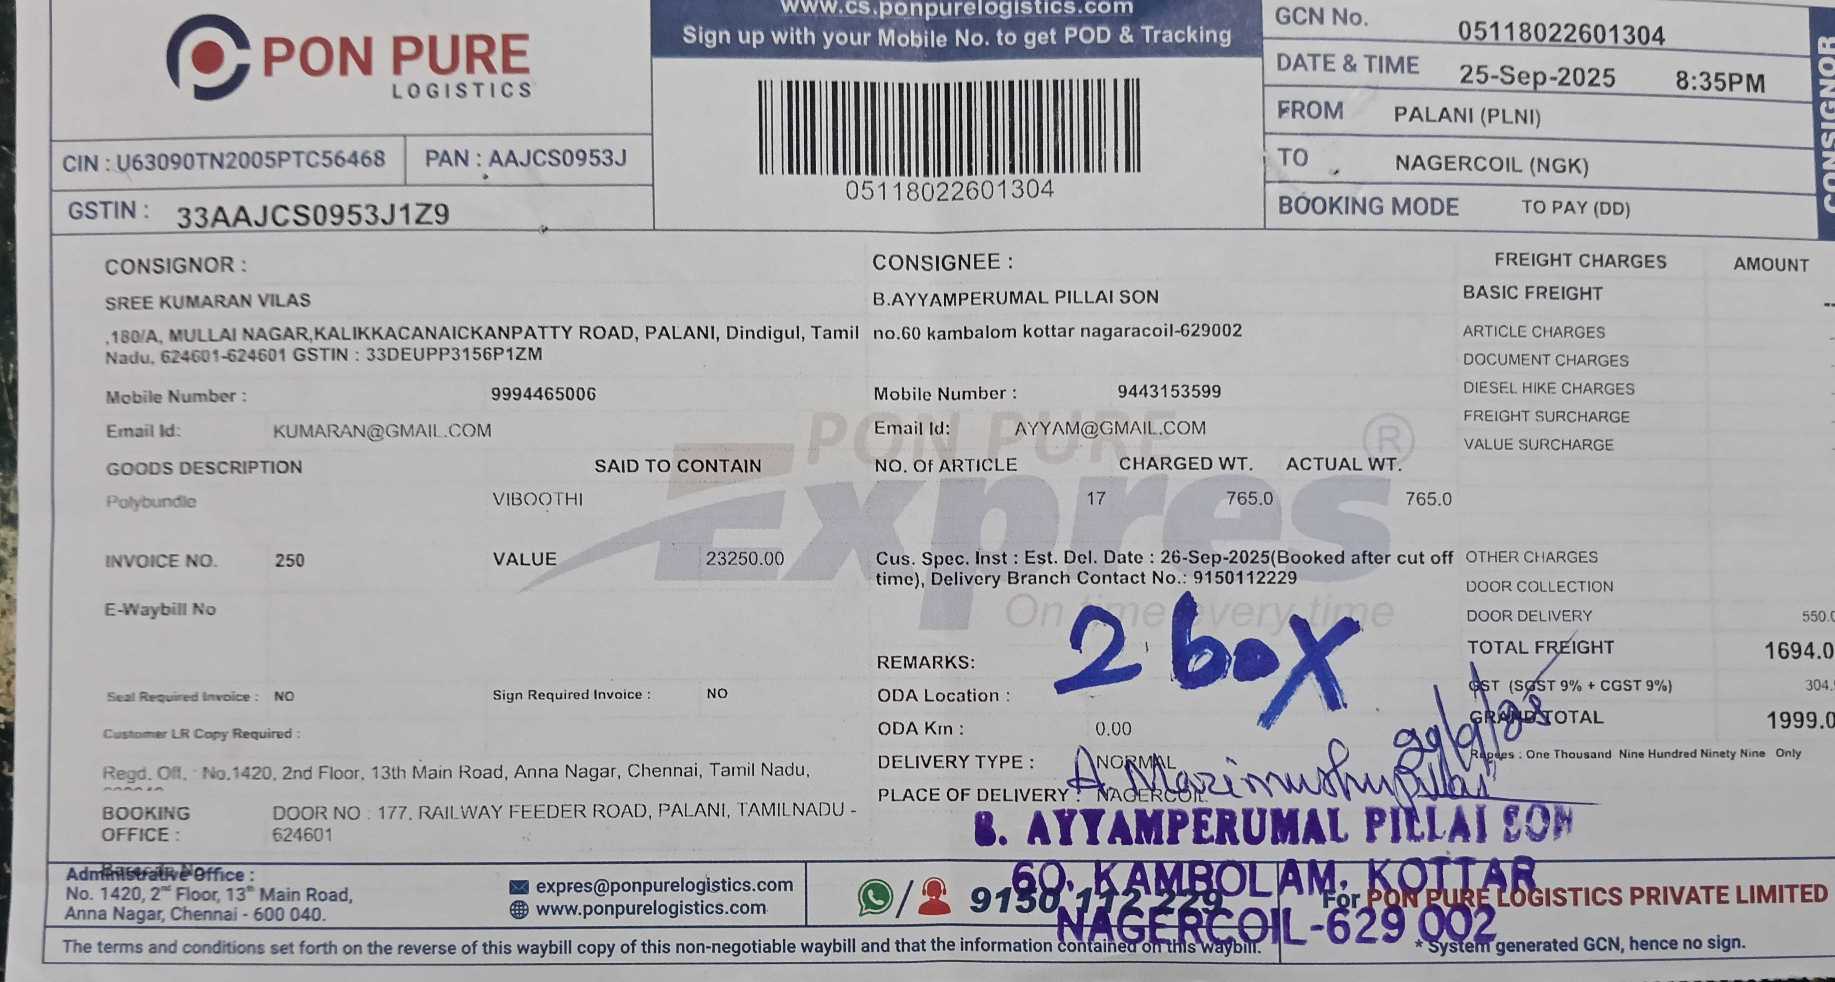 PON PURE
LOGISTICS
CIN : U63090TN2005PTC56468
PAN : AAJCS0953J
GSTIN : 33AAJCS0953J1Z9
www.cs.ponpurelogistics.com
Sign up with your Mobile No. to get POD & Tracking
05118022601304
GCN No. 05118022601304
DATE & TIME 25-Sep-2025 8:35PM
FROM PALANI (PLNI)
TO NAGERCOIL (NGK)
BOOKING MODE TO PAY (DD)
CONSIGNOR
CONSIGNOR :
SREE KUMARAN VILAS
,180/A, MULLAI NAGAR,KALIKKACANAICKANPATTY ROAD, PALANI, Dindigul, Tamil
Nadu, 624601-624601 GSTIN : 33DEUPP3156P1ZM
Mobile Number : 9994465006
Email Id: KUMARAN@GMAIL.COM
CONSIGNEE :
B.AYYAMPERUMAL PILLAI SON
no.60 kambalom kottar nagaracoil-629002
Mobile Number : 9443153599
Email Id: AYYAM@GMAIL.COM
FREIGHT CHARGES AMOUNT
BASIC FREIGHT
ARTICLE CHARGES
DOCUMENT CHARGES
DIESEL HIKE CHARGES
FREIGHT SURCHARGE
VALUE SURCHARGE
PON PURE
Expres ®
On time every time
GOODS DESCRIPTION SAID TO CONTAIN NO. Of ARTICLE CHARGED WT. ACTUAL WT.
Polybundle VIBOOTHI 17 765.0 765.0
INVOICE NO. 250 VALUE 23250.00
E-Waybill No
Cus. Spec. Inst : Est. Del. Date : 26-Sep-2025(Booked after cut off
time), Delivery Branch Contact No.: 9150112229
OTHER CHARGES
DOOR COLLECTION
DOOR DELIVERY 550.0
TOTAL FREIGHT 1694.0
GST (SGST 9% + CGST 9%) 304.
GRAND TOTAL 1999.0
Rupees : One Thousand Nine Hundred Ninety Nine Only
2 box
REMARKS:
ODA Location :
ODA Km : 0.00
DELIVERY TYPE : NORMAL
PLACE OF DELIVERY : NAGERCOIL
Seal Required Invoice : NO
Sign Required Invoice : NO
Customer LR Copy Required :
Regd. Off. : No.1420, 2nd Floor, 13th Main Road, Anna Nagar, Chennai, Tamil Nadu,
BOOKING OFFICE : DOOR NO : 177, RAILWAY FEEDER ROAD, PALANI, TAMILNADU -
624601
B. AYYAMPERUMAL PILLAI SON
60, KAMBOLAM, KOTTAR
NAGERCOIL-629 002
Administrative Office :
No. 1420, 2nd Floor, 13th Main Road,
Anna Nagar, Chennai - 600 040.
expres@ponpurelogistics.com
www.ponpurelogistics.com
9150 112 229
For PON PURE LOGISTICS PRIVATE LIMITED
The terms and conditions set forth on the reverse of this waybill copy of this non-negotiable waybill and that the information contained on this waybill.
* System generated GCN, hence no sign.